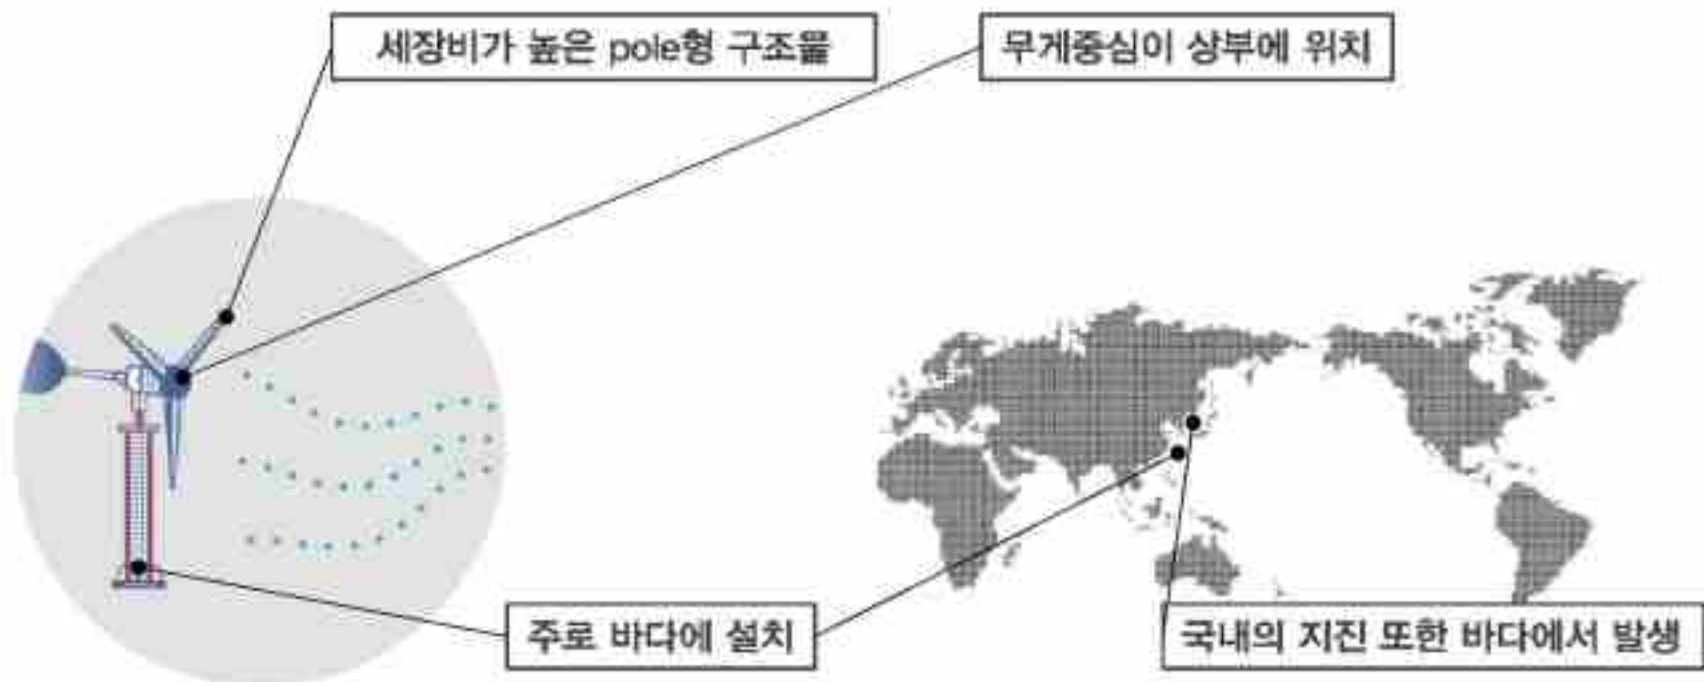 세장비가 높은 pole형 구조물
무게중심이 상부에 위치
주로 바다에 설치
국내의 지진 또한 바다에서 발생